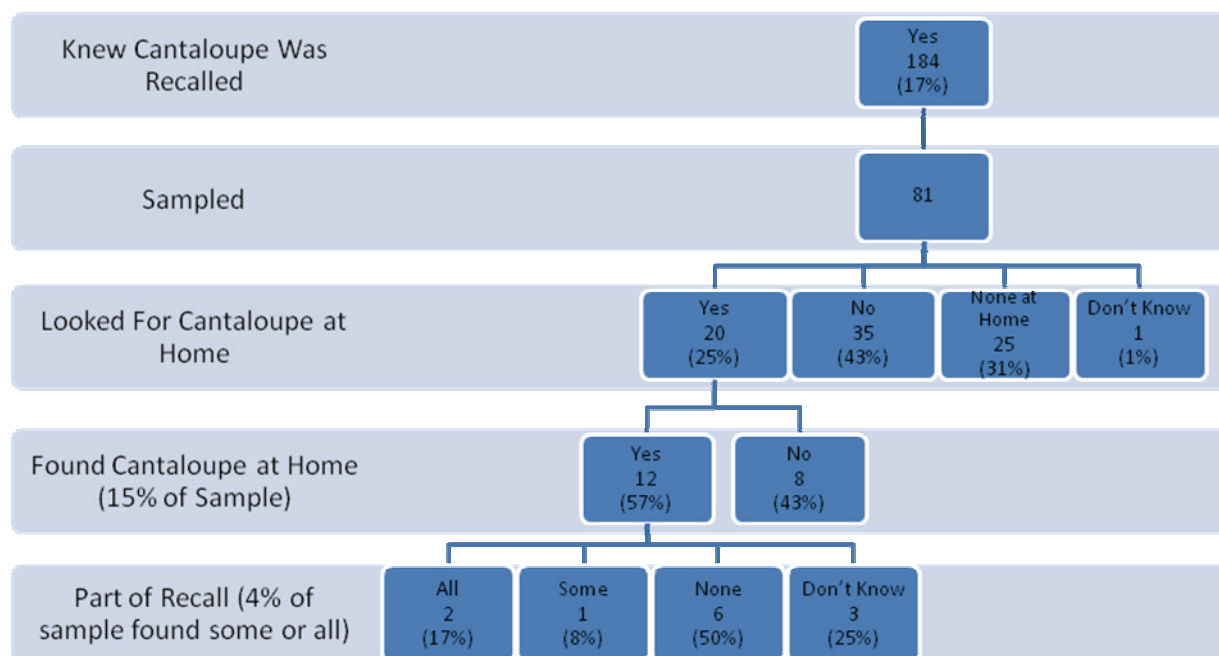 Knew Cantaloupe Was
Recalled
Yes
184
(17%)
Sampled
81
Looked For Cantaloupe at
Home
Yes
20
(25%)
No
35
(43%)
None at
Home
25
(31%)
Don't Know
1
(1%)
Found Cantaloupe at Home
(15% of Sample)
Yes
12
(57%)
No
8
(43%)
Part of Recall (4% of
sample found some or all)
All
2
(17%)
Some
1
(8%)
None
6
(50%)
Don't Know
3
(25%)